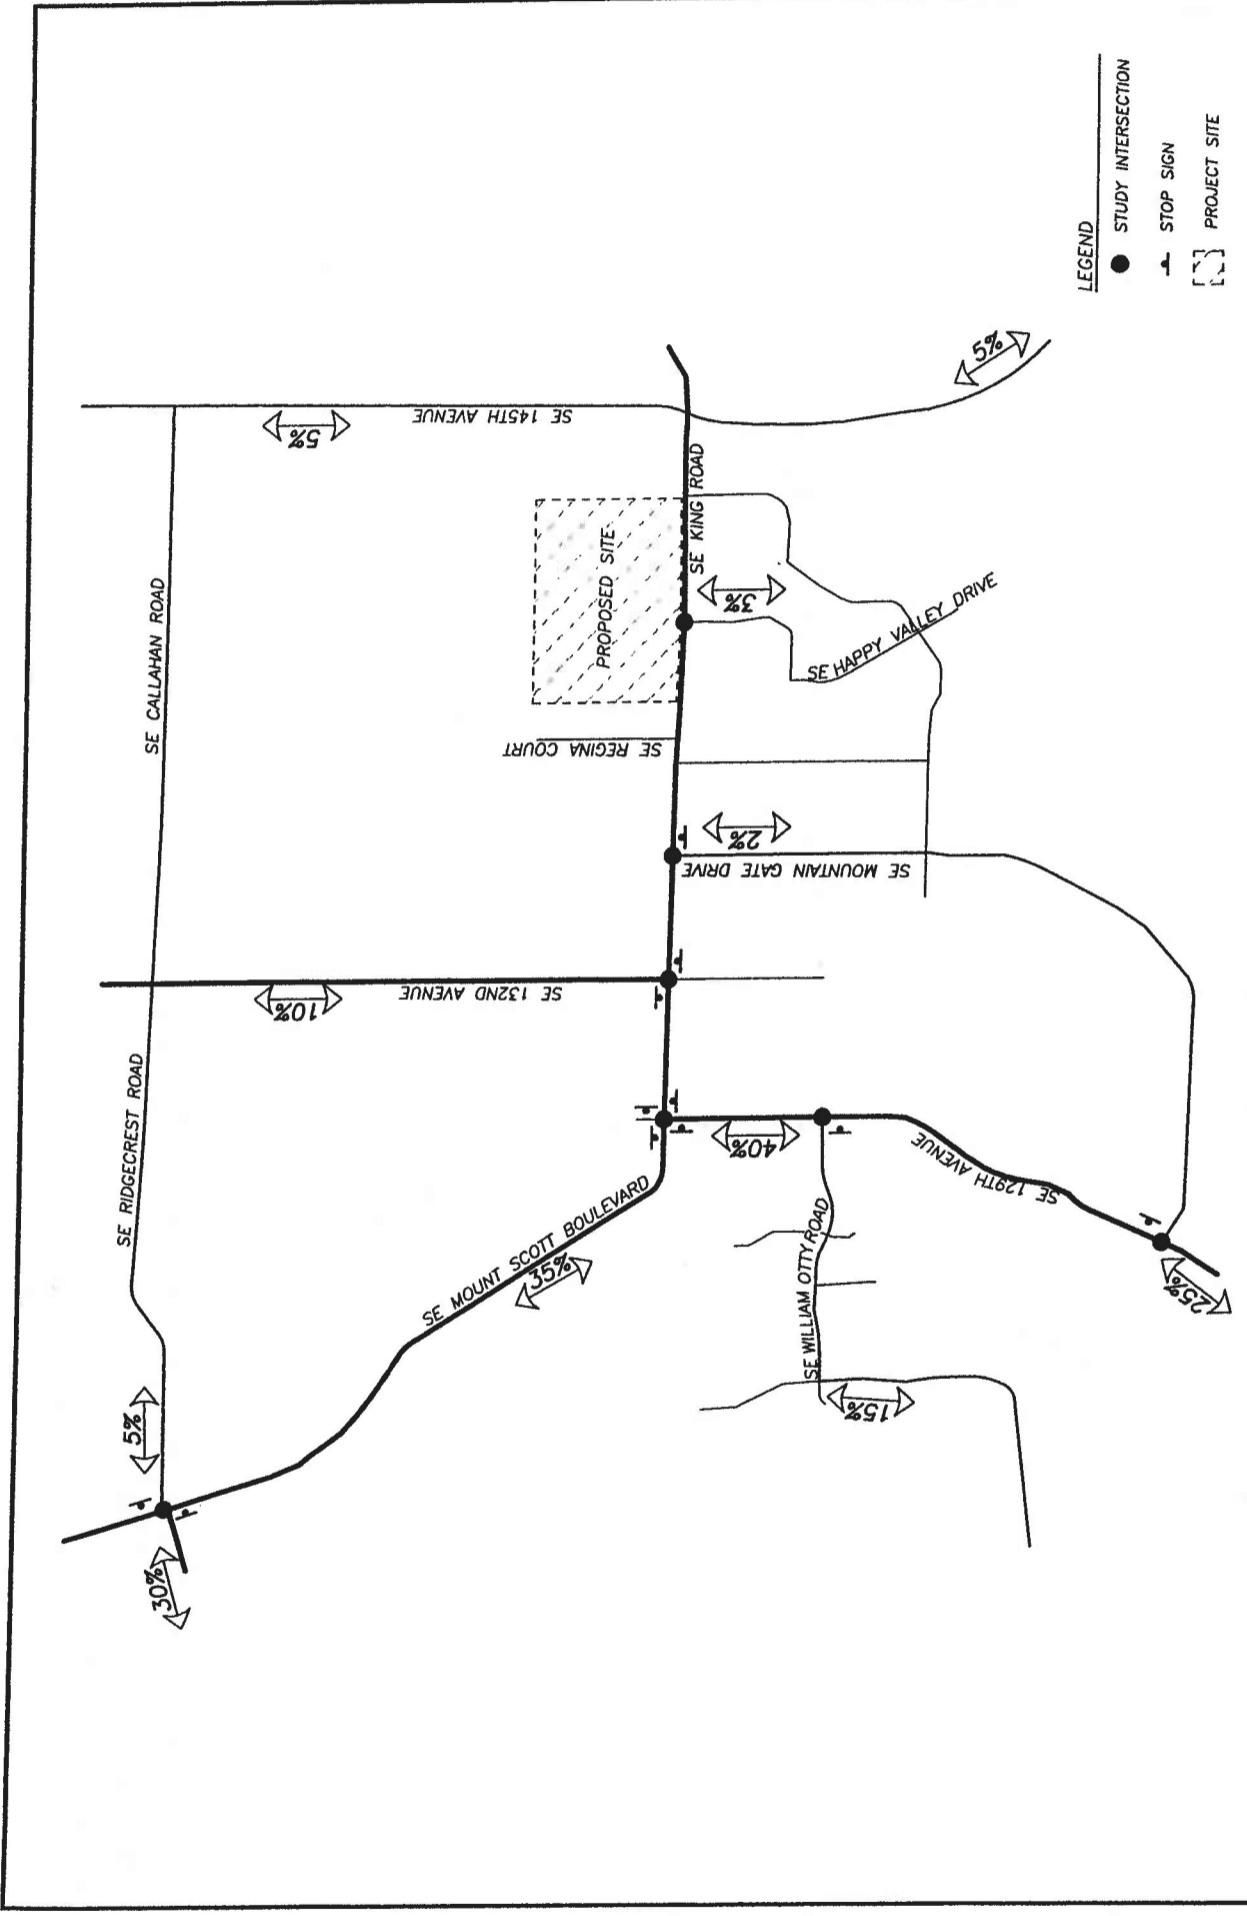 SE RIDGECREST ROAD
SE CALLAHAN ROAD
5%
30%
10%
SE 132ND AVENUE
5%
SE 145TH AVENUE
SE MOUNT SCOTT BOULEVARD
35%
SE REGINA COURT
PROPOSED SITE
SE KING ROAD
40%
2%
SE MOUNTAIN GATE DRIVE
3%
SE HAPPY VALLEY DRIVE
SE WILLIAM OTTY ROAD
15%
SE 129TH AVENUE
25%
5%
LEGEND
STUDY INTERSECTION
STOP SIGN
PROJECT SITE